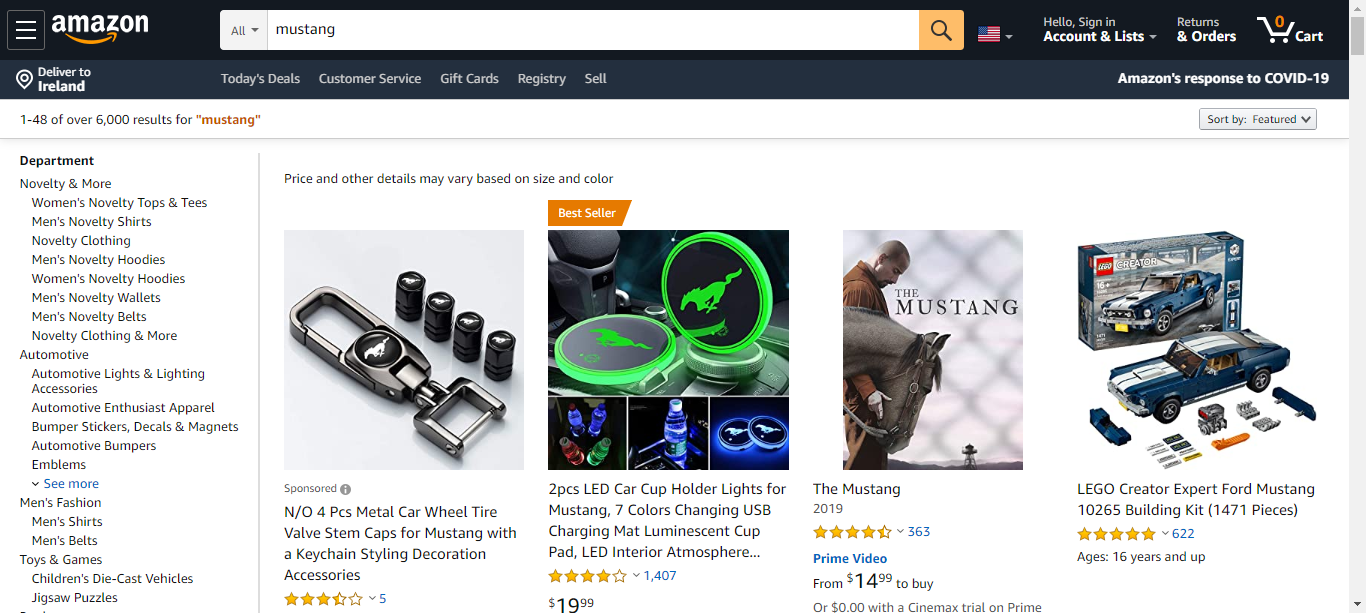 amazon
All
mustang
Hello, Sign in
Account & Lists
Returns
& Orders
0
Cart
Deliver to
Ireland
Today's Deals
Customer Service
Gift Cards
Registry
Sell
Amazon's response to COVID-19
1-48 of over 6,000 results for "mustang"
Sort by: Featured
Department
Novelty & More
Women's Novelty Tops & Tees
Men's Novelty Shirts
Novelty Clothing
Men's Novelty Hoodies
Women's Novelty Hoodies
Men's Novelty Wallets
Men's Novelty Belts
Novelty Clothing & More
Automotive
Automotive Lights & Lighting
Accessories
Automotive Enthusiast Apparel
Bumper Stickers, Decals & Magnets
Automotive Bumpers
Emblems
See more
Men's Fashion
Men's Shirts
Men's Belts
Toys & Games
Children's Die-Cast Vehicles
Jigsaw Puzzles
Price and other details may vary based on size and color
Sponsored
N/O 4 Pcs Metal Car Wheel Tire
Valve Stem Caps for Mustang with
a Keychain Styling Decoration
Accessories
5
Best Seller
2pcs LED Car Cup Holder Lights for
Mustang, 7 Colors Changing USB
Charging Mat Luminescent Cup
Pad, LED Interior Atmosphere...
1,407
$19 99
THE
MUSTANG
The Mustang
2019
363
Prime Video
From $14 99 to buy
Or $0.00 with a Cinemax trial on Prime
LEGO CREATOR
EXPERT
16+
LEGO Creator Expert Ford Mustang
10265 Building Kit (1471 Pieces)
622
Ages: 16 years and up